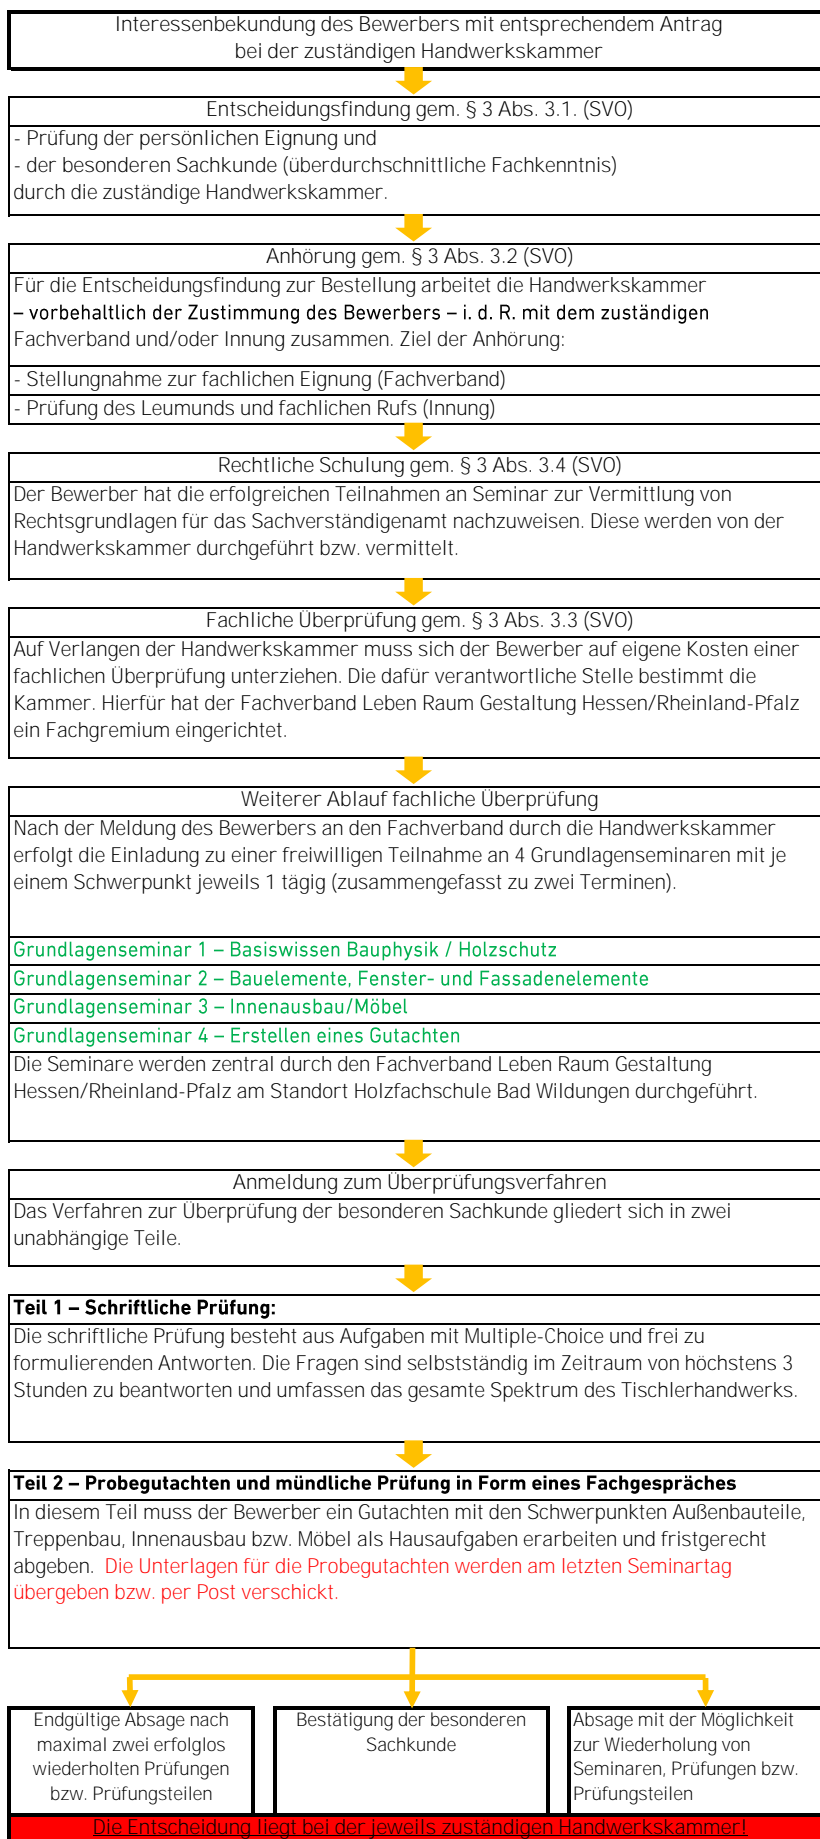 Interessenbekundung des Bewerbers mit entsprechendem Antrag
bei der zuständigen Handwerkskammer
Entscheidungsfindung gem. § 3 Abs. 3.1. (SVO)
- Prüfung der persönlichen Eignung und
- der besonderen Sachkunde (überdurchschnittliche Fachkenntnis)
durch die zuständige Handwerkskammer.
Anhörung gem. § 3 Abs. 3.2 (SVO)
Für die Entscheidungsfindung zur Bestellung arbeitet die Handwerkskammer
– vorbehaltlich der Zustimmung des Bewerbers – i. d. R. mit dem zuständigen
Fachverband und/oder Innung zusammen. Ziel der Anhörung:
- Stellungnahme zur fachlichen Eignung (Fachverband)
- Prüfung des Leumunds und fachlichen Rufs (Innung)
Rechtliche Schulung gem. § 3 Abs. 3.4 (SVO)
Der Bewerber hat die erfolgreichen Teilnahmen an Seminar zur Vermittlung von
Rechtsgrundlagen für das Sachverständigenamt nachzuweisen. Diese werden von der
Handwerkskammer durchgeführt bzw. vermittelt.
Fachliche Überprüfung gem. § 3 Abs. 3.3 (SVO)
Auf Verlangen der Handwerkskammer muss sich der Bewerber auf eigene Kosten einer
fachlichen Überprüfung unterziehen. Die dafür verantwortliche Stelle bestimmt die
Kammer. Hierfür hat der Fachverband Leben Raum Gestaltung Hessen/Rheinland-Pfalz
ein Fachgremium eingerichtet.
Weiterer Ablauf fachliche Überprüfung
Nach der Meldung des Bewerbers an den Fachverband durch die Handwerkskammer
erfolgt die Einladung zu einer freiwilligen Teilnahme an 4 Grundlagenseminaren mit je
einem Schwerpunkt jeweils 1 tägig (zusammengefasst zu zwei Terminen).
Grundlagenseminar 1 – Basiswissen Bauphysik / Holzschutz
Grundlagenseminar 2 – Bauelemente, Fenster- und Fassadenelemente
Grundlagenseminar 3 – Innenausbau/Möbel
Grundlagenseminar 4 – Erstellen eines Gutachten
Die Seminare werden zentral durch den Fachverband Leben Raum Gestaltung
Hessen/Rheinland-Pfalz am Standort Holzfachschule Bad Wildungen durchgeführt.
Anmeldung zum Überprüfungsverfahren
Das Verfahren zur Überprüfung der besonderen Sachkunde gliedert sich in zwei
unabhängige Teile.
Teil 1 – Schriftliche Prüfung:
Die schriftliche Prüfung besteht aus Aufgaben mit Multiple-Choice und frei zu
formulierenden Antworten. Die Fragen sind selbstständig im Zeitraum von höchstens 3
Stunden zu beantworten und umfassen das gesamte Spektrum des Tischlerhandwerks.
Teil 2 – Probegutachten und mündliche Prüfung in Form eines Fachgespräches
In diesem Teil muss der Bewerber ein Gutachten mit den Schwerpunkten Außenbauteile,
Treppenbau, Innenausbau bzw. Möbel als Hausaufgaben erarbeiten und fristgerecht
abgeben. Die Unterlagen für die Probegutachten werden am letzten Seminartag
übergeben bzw. per Post verschickt.
Endgültige Absage nach
maximal zwei erfolglos
wiederholten Prüfungen
bzw. Prüfungsteilen
Bestätigung der besonderen
Sachkunde
Absage mit der Möglichkeit
zur Wiederholung von
Seminaren, Prüfungen bzw.
Prüfungsteilen
Die Entscheidung liegt bei der jeweils zuständigen Handwerkskammer!